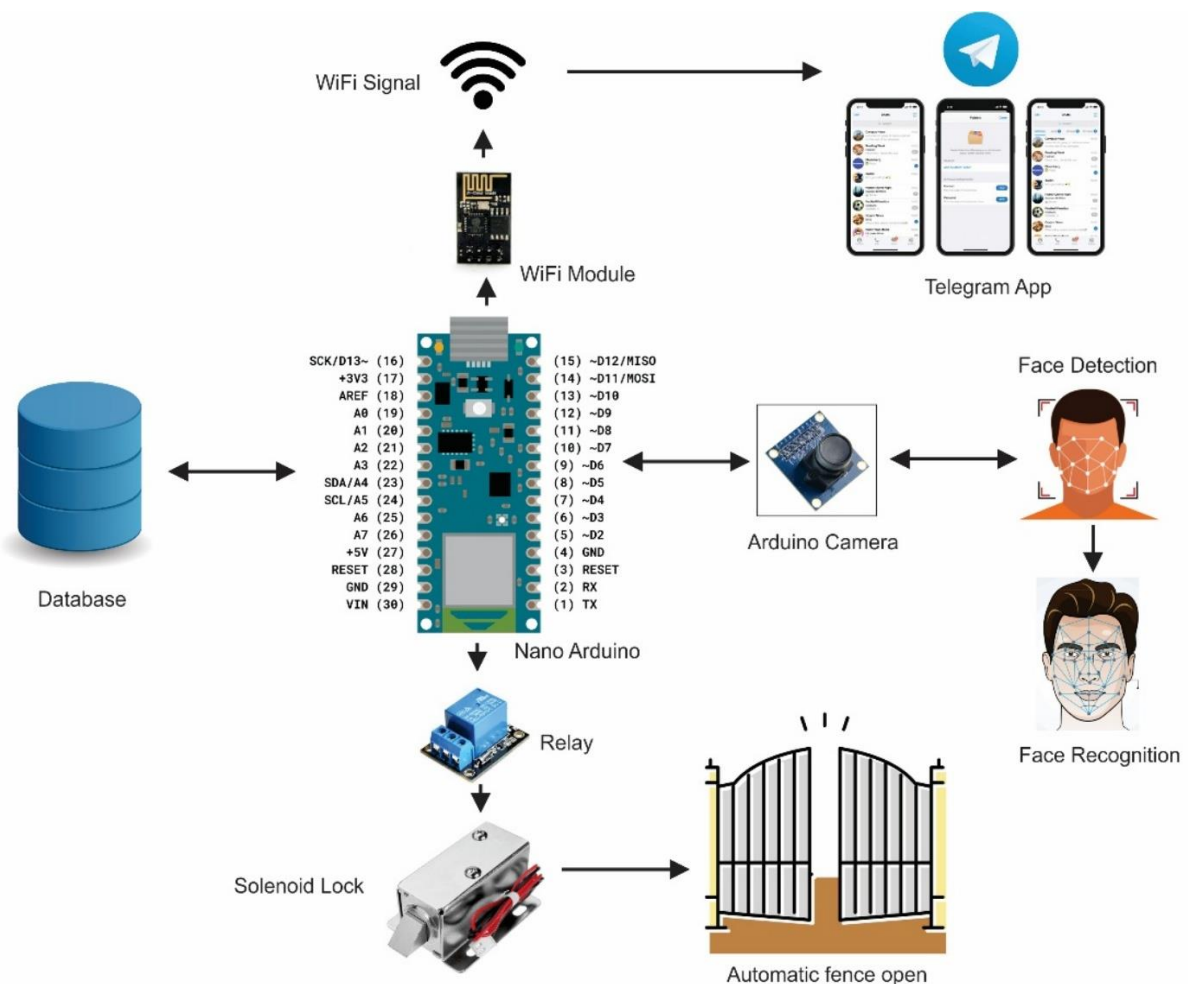 WiFi Signal
WiFi Module
Telegram App
SCK/D13~ (16)
+3V3 (17)
AREF (18)
A0 (19)
A1 (20)
A2 (21)
A3 (22)
SDA/A4 (23)
SCL/A5 (24)
A6 (25)
A7 (26)
+5V (27)
RESET (28)
GND (29)
VIN (30)
(15) ~D12/MISO
(14) ~D11/MOSI
(13) ~D10
(12) ~D9
(11) ~D8
(10) ~D7
(9) ~D6
(8) ~D5
(7) ~D4
(6) ~D3
(5) ~D2
(4) GND
(3) RESET
(2) RX
(1) TX
Face Detection
Database
Arduino Camera
Nano Arduino
Relay
Face Recognition
Solenoid Lock
Automatic fence open